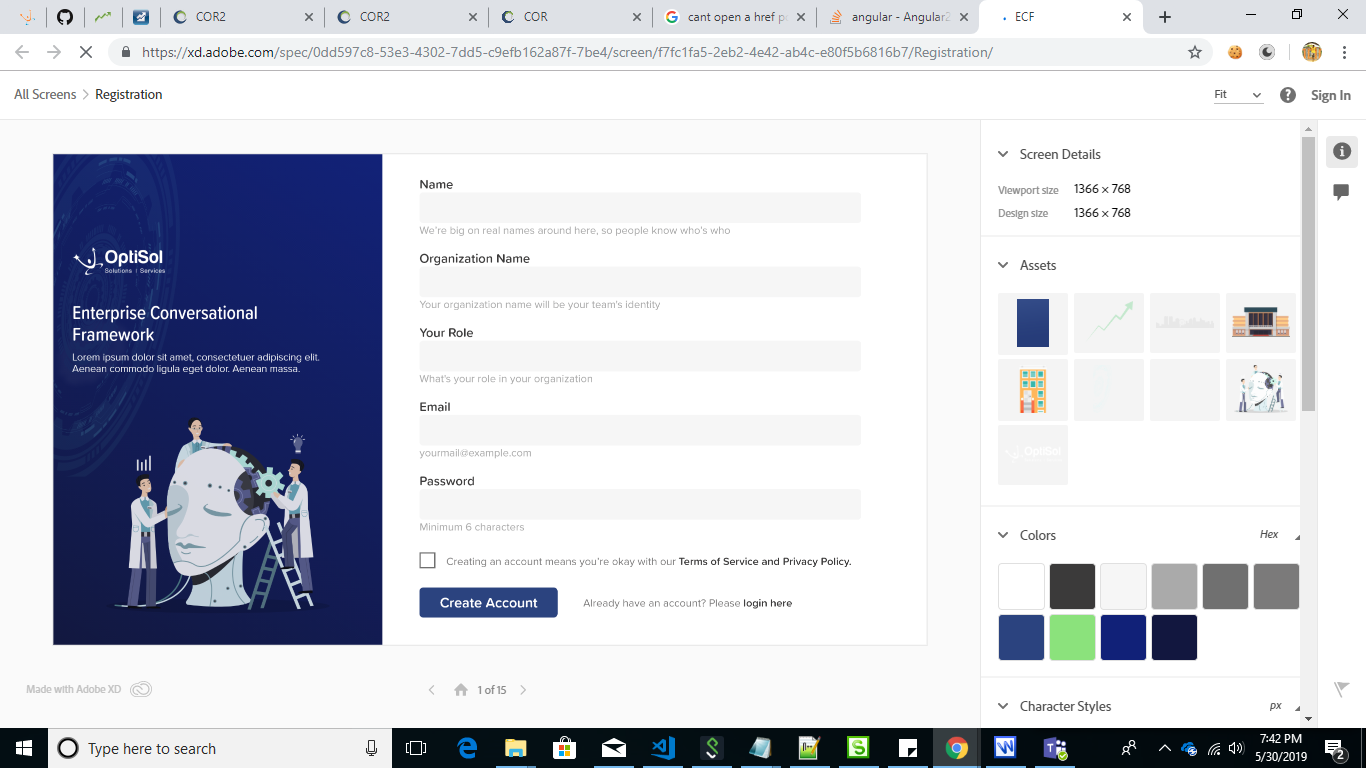 COR2
COR2
COR
cant open a href po
angular - Angular2
ECF
https://xd.adobe.com/spec/0dd597c8-53e3-4302-7dd5-c9efb162a87f-7be4/screen/f7fc1fa5-2eb2-4e42-ab4c-e80f5b6816b7/Registration/
All Screens > Registration
Fit
Sign In
OptiSol
Solutions | Services
Enterprise Conversational
Framework
Lorem ipsum dolor sit amet, consectetuer adipiscing elit.
Aenean commodo ligula eget dolor. Aenean massa.
Name
We're big on real names around here, so people know who's who
Organization Name
Your organization name will be your team's identity
Your Role
What's your role in your organization
Email
yourmail@example.com
Password
Minimum 6 characters
Creating an account means you're okay with our Terms of Service and Privacy Policy.
Create Account
Already have an account? Please login here
Made with Adobe XD
1 of 15
Screen Details
Viewport size 1366 × 768
Design size 1366 × 768
Assets
OptiSol
Colors
Hex
Character Styles
px
Type here to search
7:42 PM
5/30/2019
2